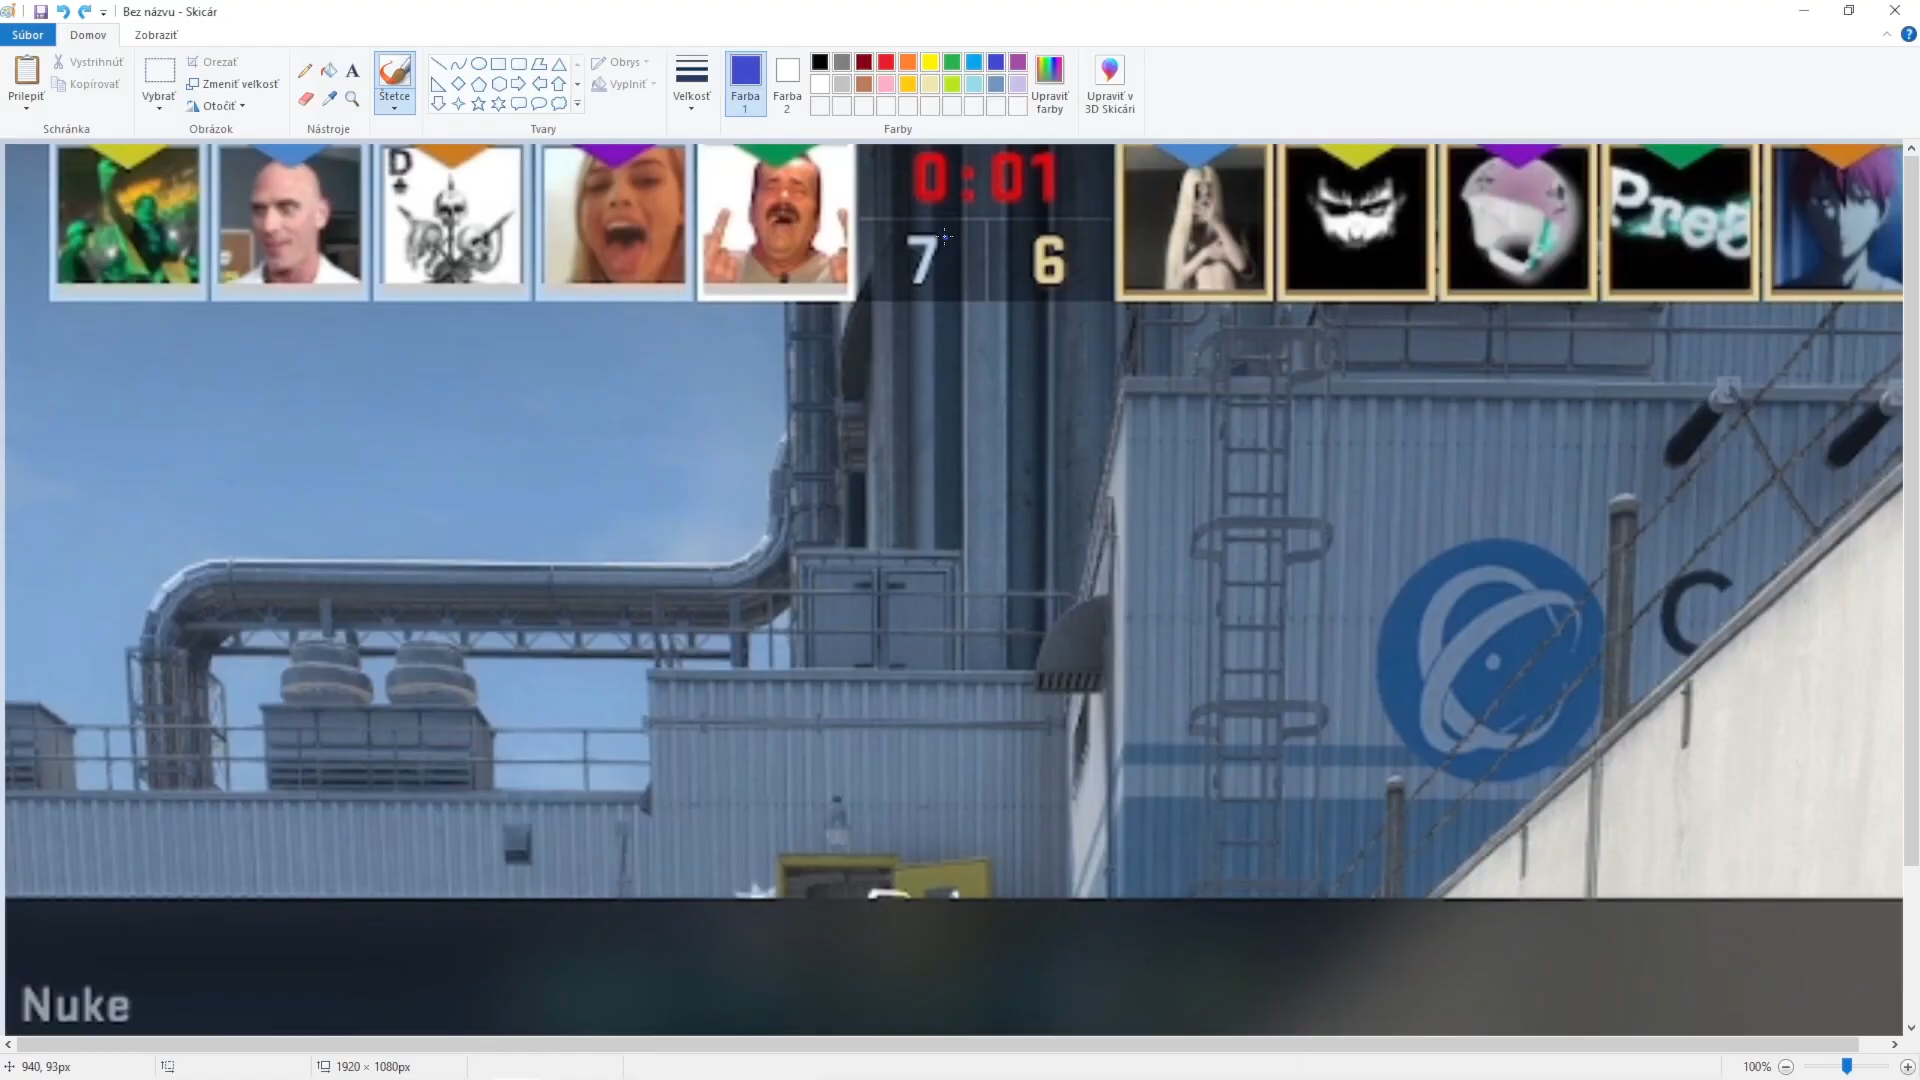 Bez názvu - Skicár
Súbor Domov Zobraziť
Prilepiť
Vystrihnúť
Kopírovať
Schránka
Vybrať
Orezať
Zmeniť veľkosť
Otočiť
Obrázok
A
Nástroje
Štetce
Obrys
Vyplniť
Tvary
Veľkosť
Farba
1
Farba
2
Upraviť
farby
Farby
Upraviť v
3D Skicári
D
0:01
7 6
Preg
C
Nuke
940, 93px
1920 × 1080px
100%